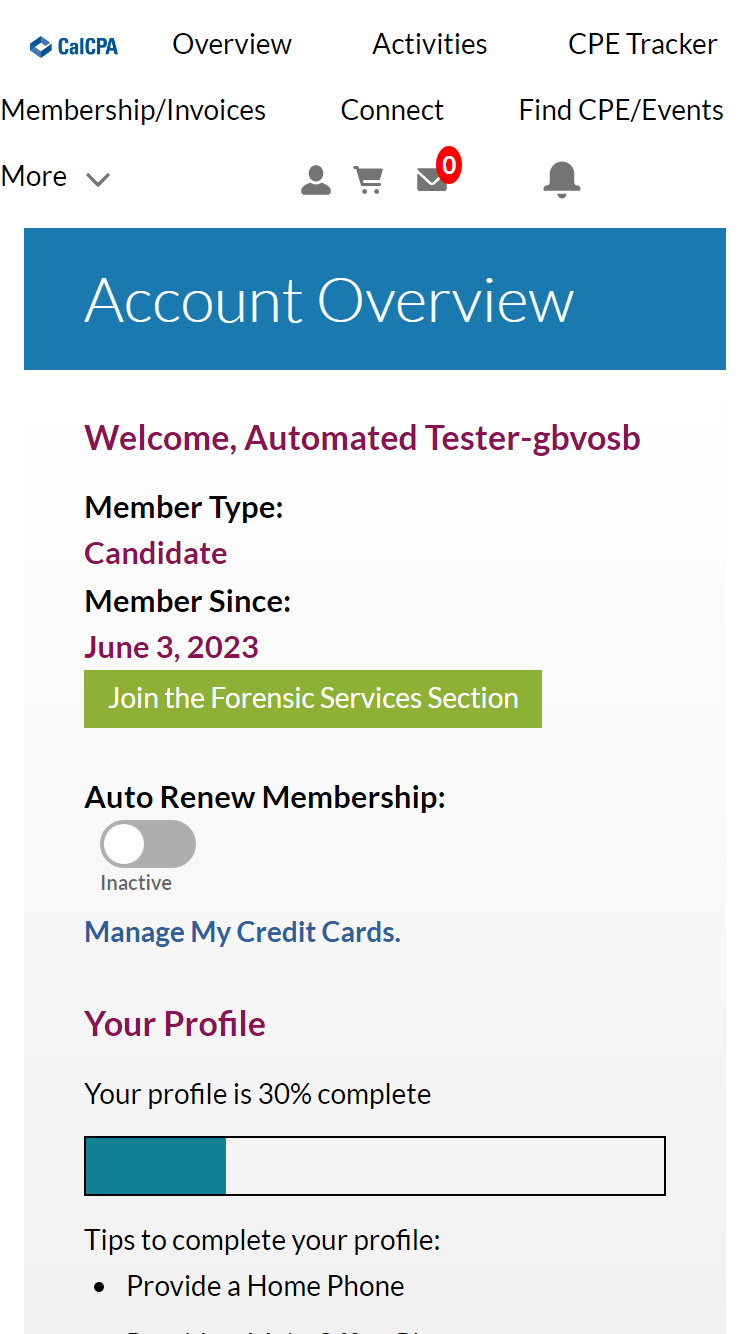 CalCPA Overview Activities CPE Tracker
Membership/Invoices Connect Find CPE/Events
More 0
Account Overview
Welcome, Automated Tester-gbvosb
Member Type:
Candidate
Member Since:
June 3, 2023
Join the Forensic Services Section
Auto Renew Membership:
Inactive
Manage My Credit Cards.
Your Profile
Your profile is 30% complete
Tips to complete your profile:
Provide a Home Phone